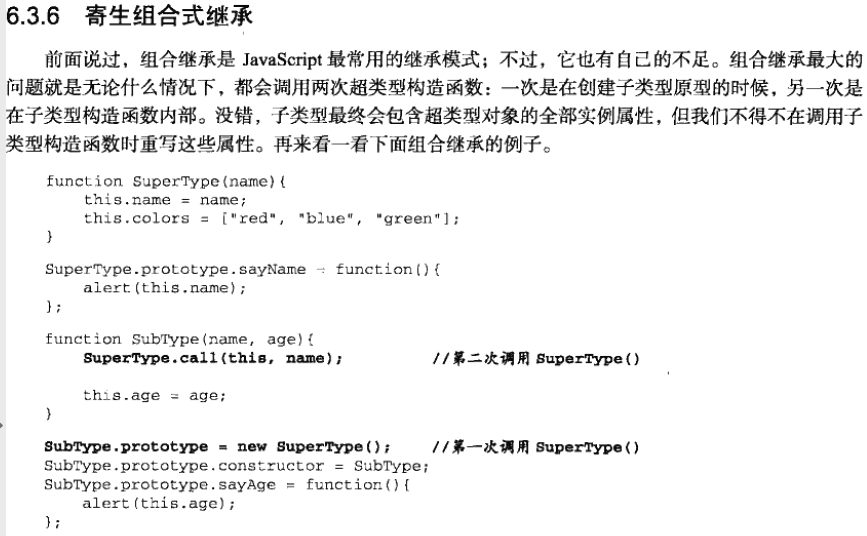 6.3.6 寄生组合式继承
前面说过，组合继承是 JavaScript 最常用的继承模式；不过，它也有自己的不足。组合继承最大的
问题就是无论什么情况下，都会调用两次超类型构造函数：一次是在创建子类型原型的时候，另一次是
在子类型构造函数内部。没错，子类型最终会包含超类型对象的全部实例属性，但我们不得不在调用子
类型构造函数时重写这些属性。再来看一看下面组合继承的例子。
function SuperType(name){
this.name = name;
this.colors = ["red", "blue", "green"];
}
SuperType.prototype.sayName = function(){
alert(this.name);
};
function SubType(name, age){
SuperType.call(this, name); //第二次调用 SuperType()
this.age = age;
}
SubType.prototype = new SuperType(); //第一次调用 SuperType()
SubType.prototype.constructor = SubType;
SubType.prototype.sayAge = function(){
alert(this.age);
};